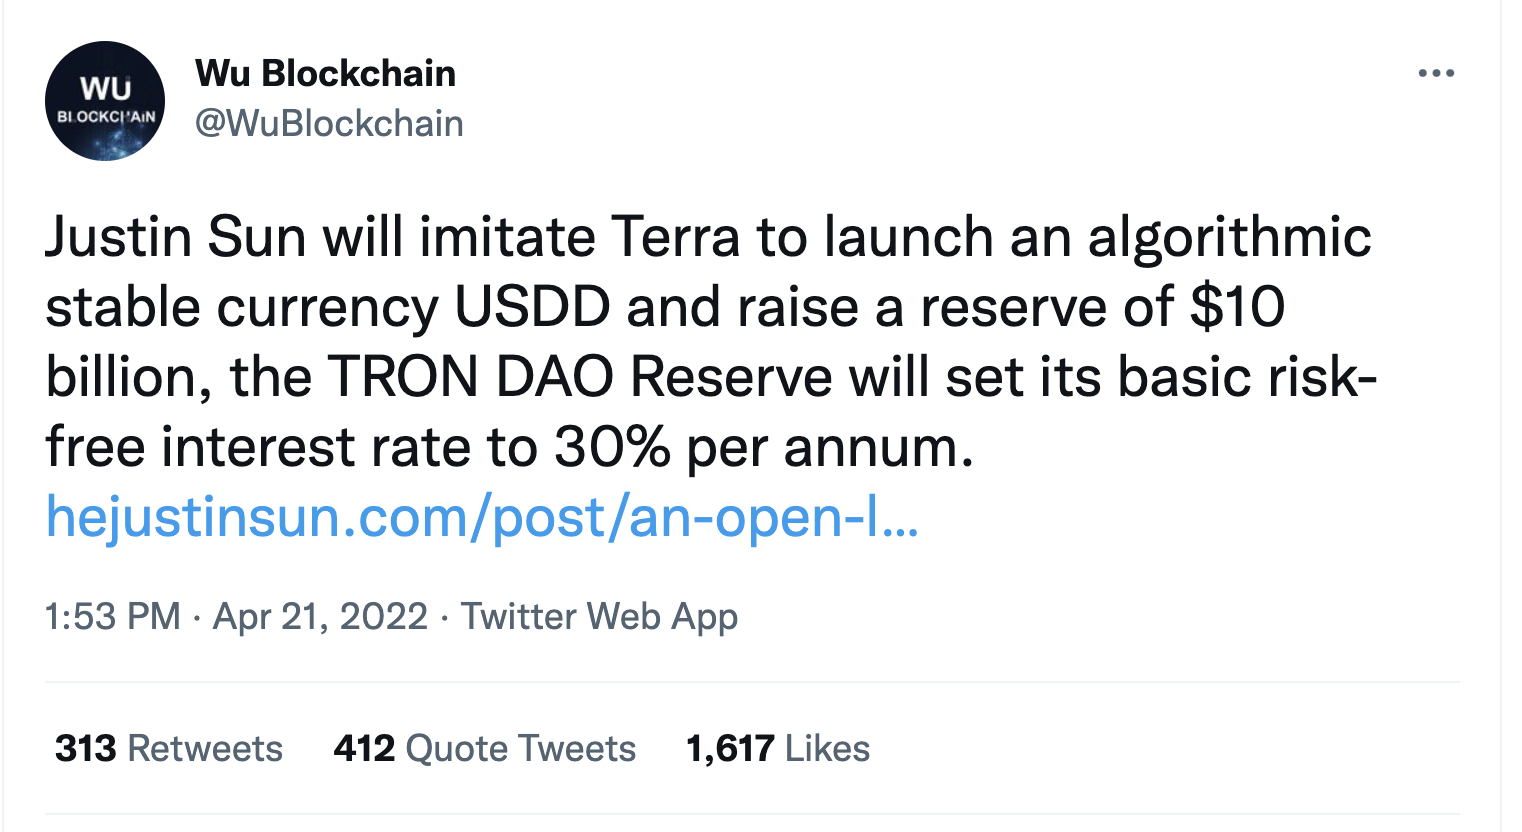 WU
BLOCKCHAIN
Wu Blockchain
@WuBlockchain
Justin Sun will imitate Terra to launch an algorithmic
stable currency USDD and raise a reserve of $10
billion, the TRON DAO Reserve will set its basic risk-
free interest rate to 30% per annum.
hejustinsun.com/post/an-open-l...
1:53 PM · Apr 21, 2022 · Twitter Web App
313 Retweets 412 Quote Tweets 1,617 Likes